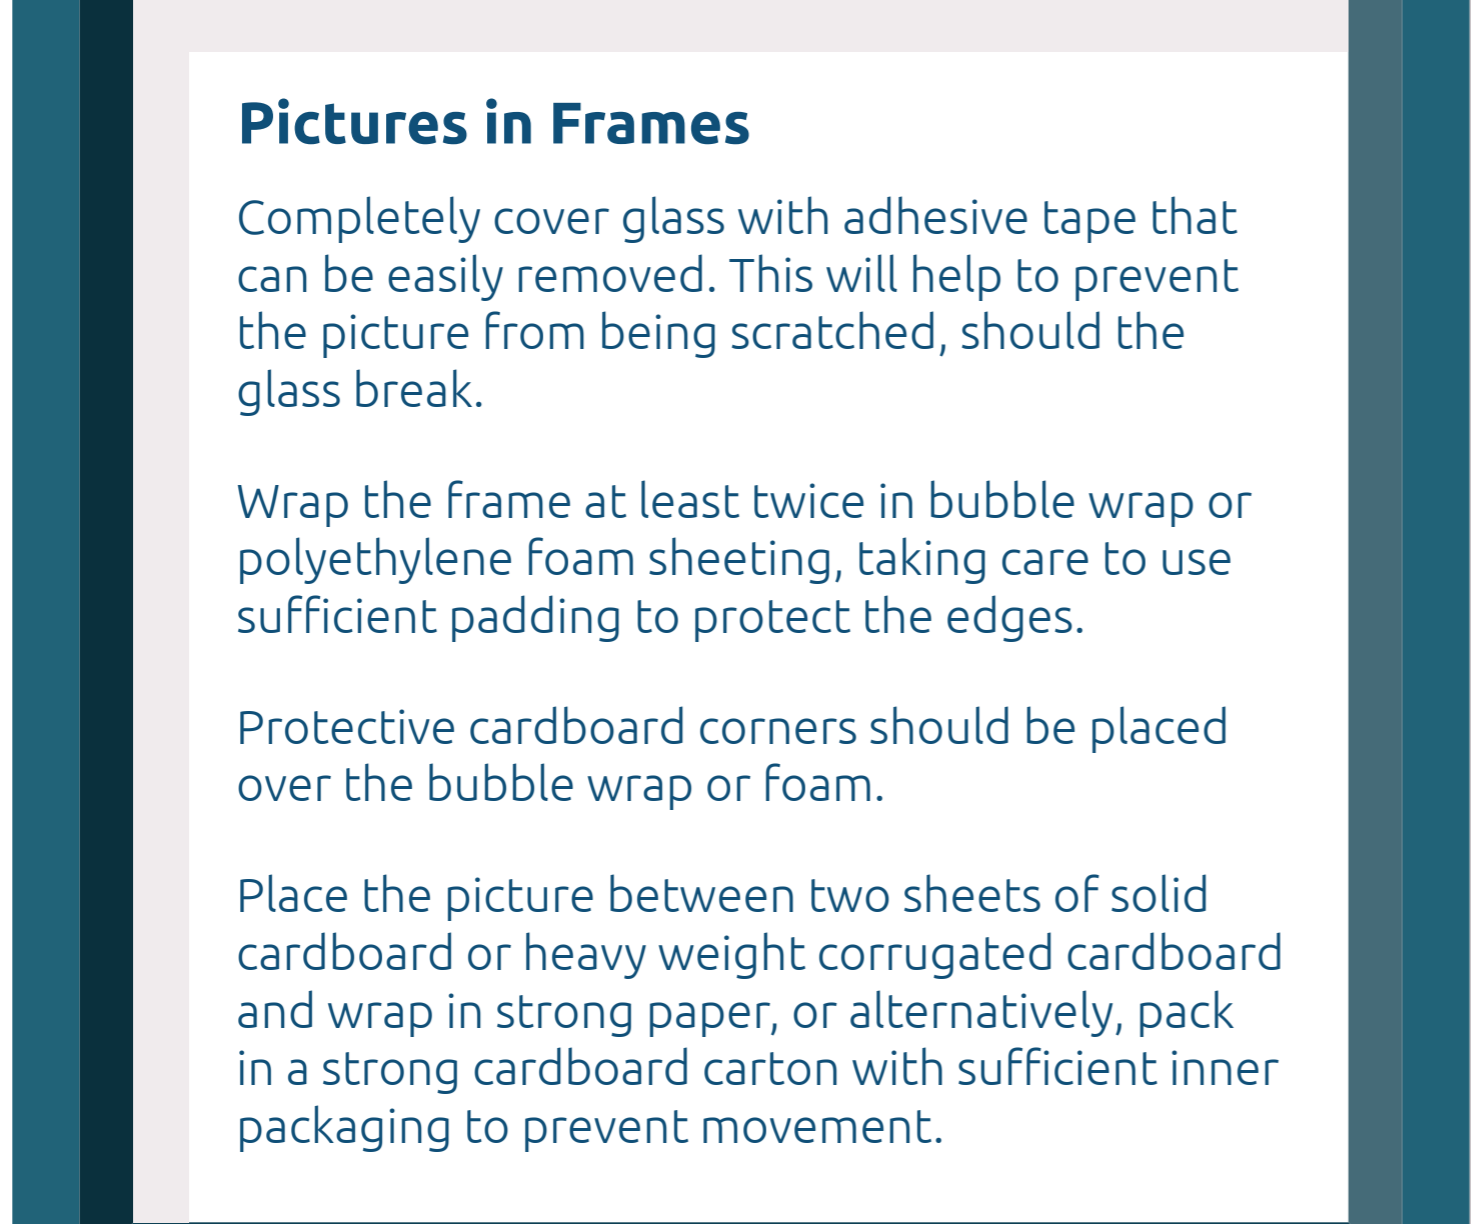 Pictures in Frames
Completely cover glass with adhesive tape that
can be easily removed. This will help to prevent
the picture from being scratched, should the
glass break.
Wrap the frame at least twice in bubble wrap or
polyethylene foam sheeting, taking care to use
sufficient padding to protect the edges.
Protective cardboard corners should be placed
over the bubble wrap or foam.
Place the picture between two sheets of solid
cardboard or heavy weight corrugated cardboard
and wrap in strong paper, or alternatively, pack
in a strong cardboard carton with sufficient inner
packaging to prevent movement.